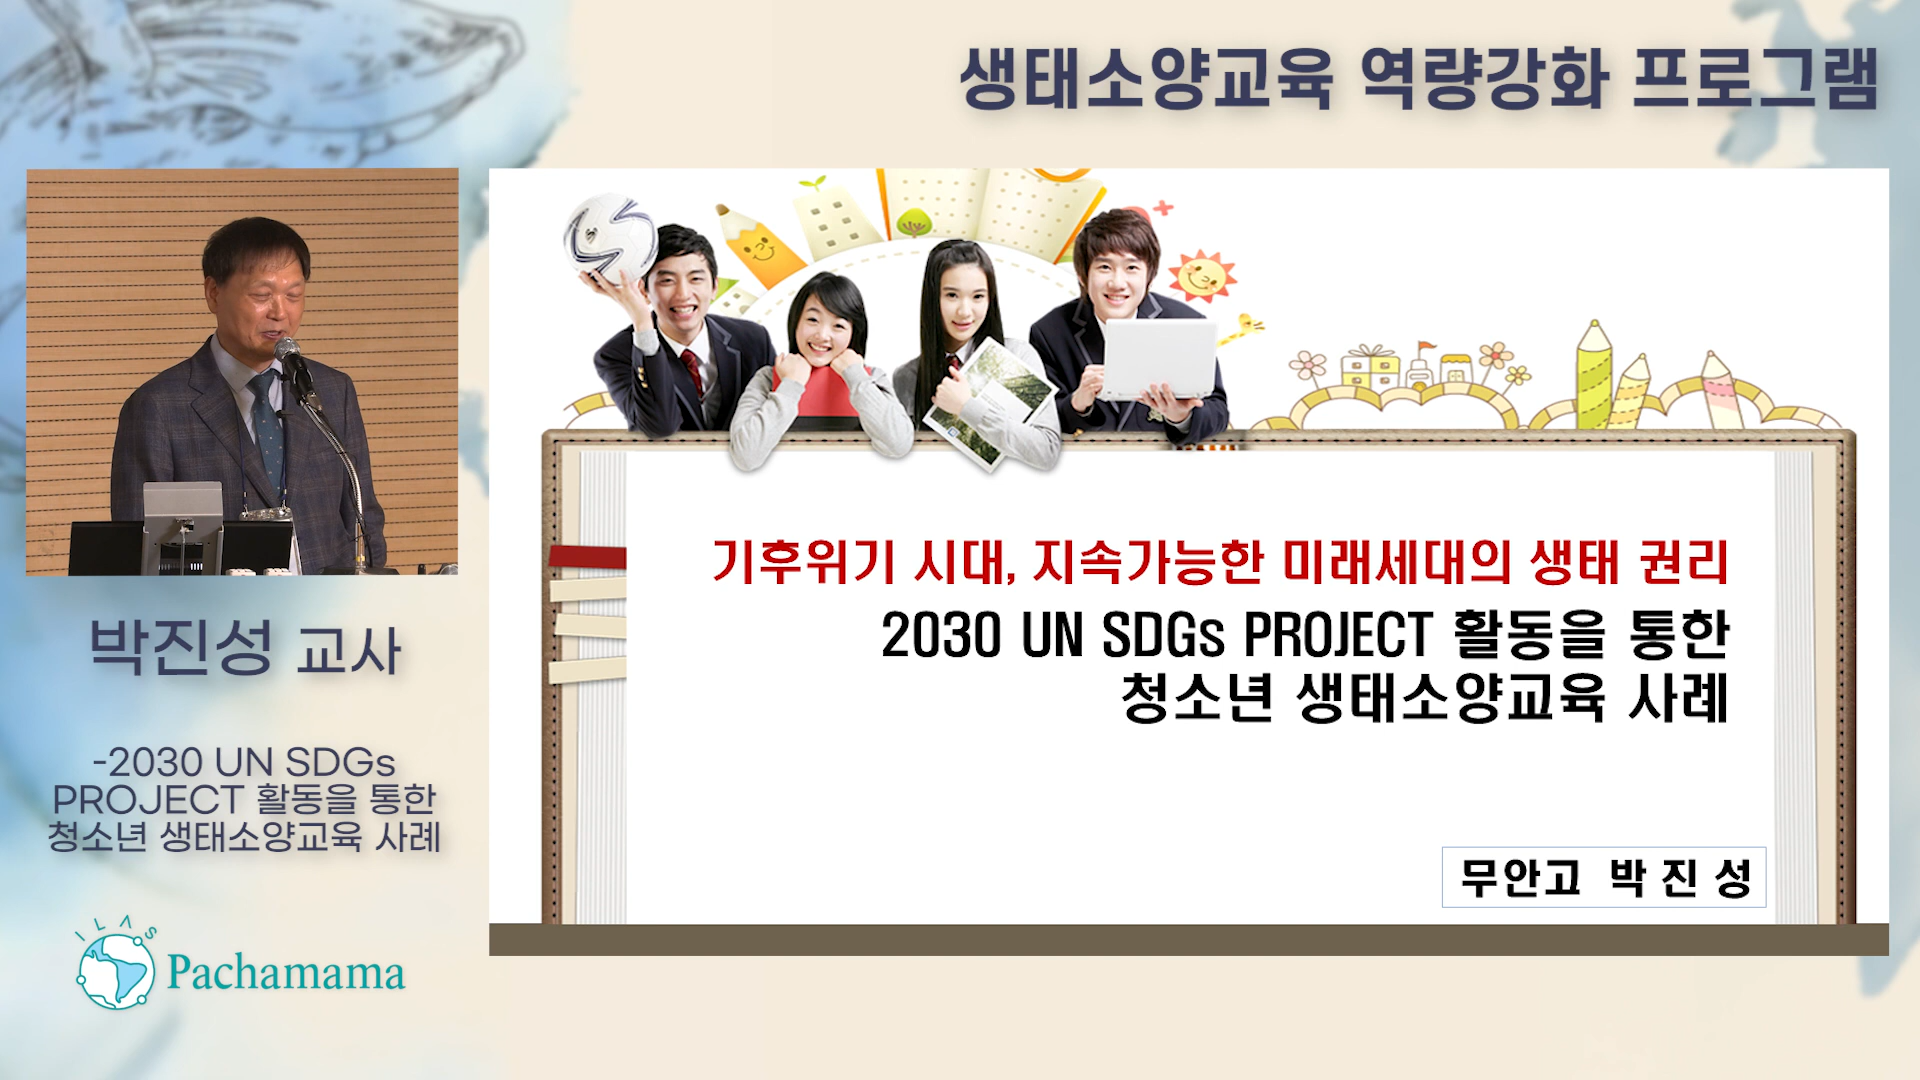 생태소양교육 역량강화 프로그램
기후위기 시대, 지속가능한 미래세대의 생태 권리
2030 UN SDGs PROJECT 활동을 통한
청소년 생태소양교육 사례
무안고 박 진 성
박진성 교사
-2030 UN SDGs
PROJECT 활동을 통한
청소년 생태소양교육 사례
ILAS
Pachamama